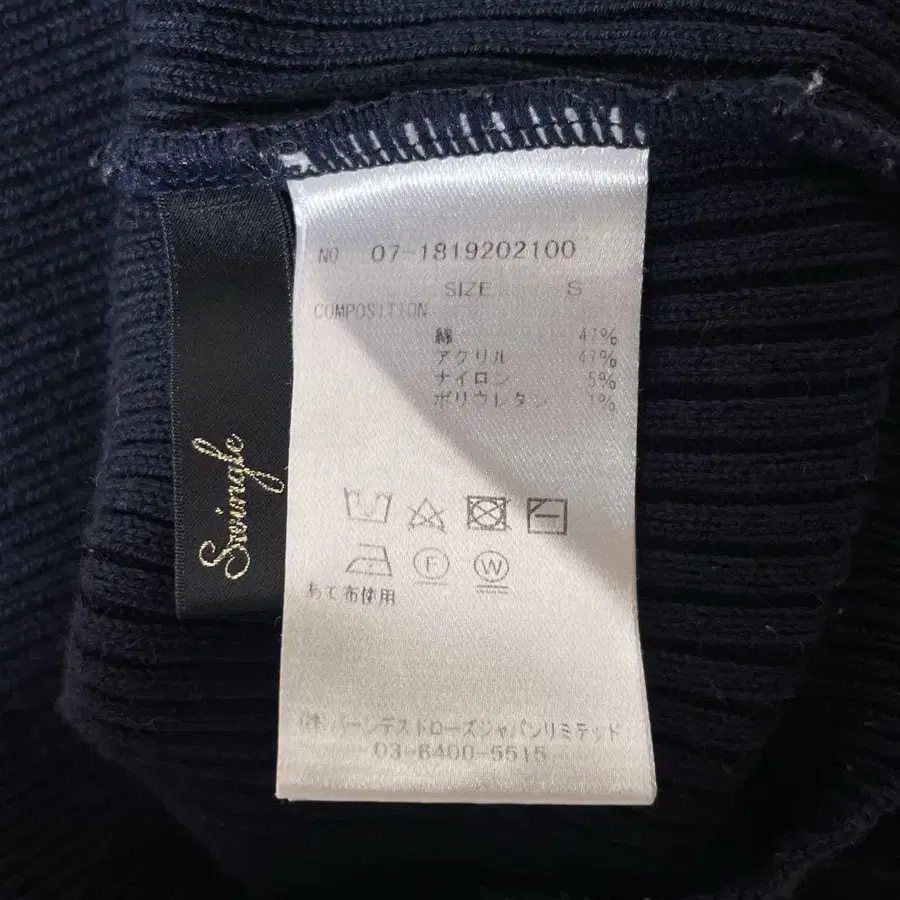 NO 07-1819202100
SIZE S
COMPOSITION
綿 47%
アクリル 47%
ナイロン 5%
ポリウレタン 1%
F W
あて布使用
(株)バーンデストローズジャパンリミテッド
03-6400-5515
Swingle